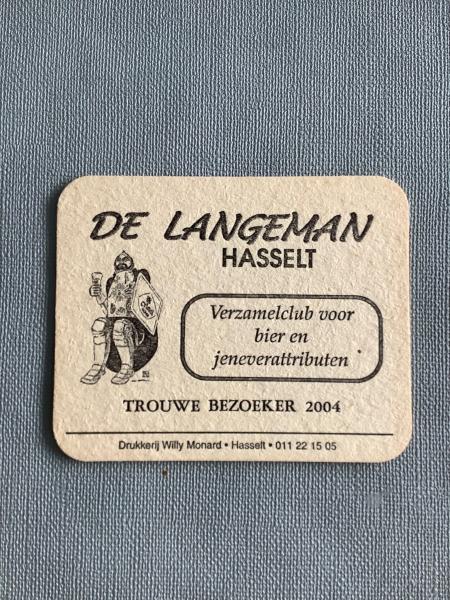 DE LANGEMAN
HASSELT
Verzamelclub voor
bier en
jeneverattributen
TROUWE BEZOEKER 2004
Drukkerij Willy Monard • Hasselt • 011 22 15 05